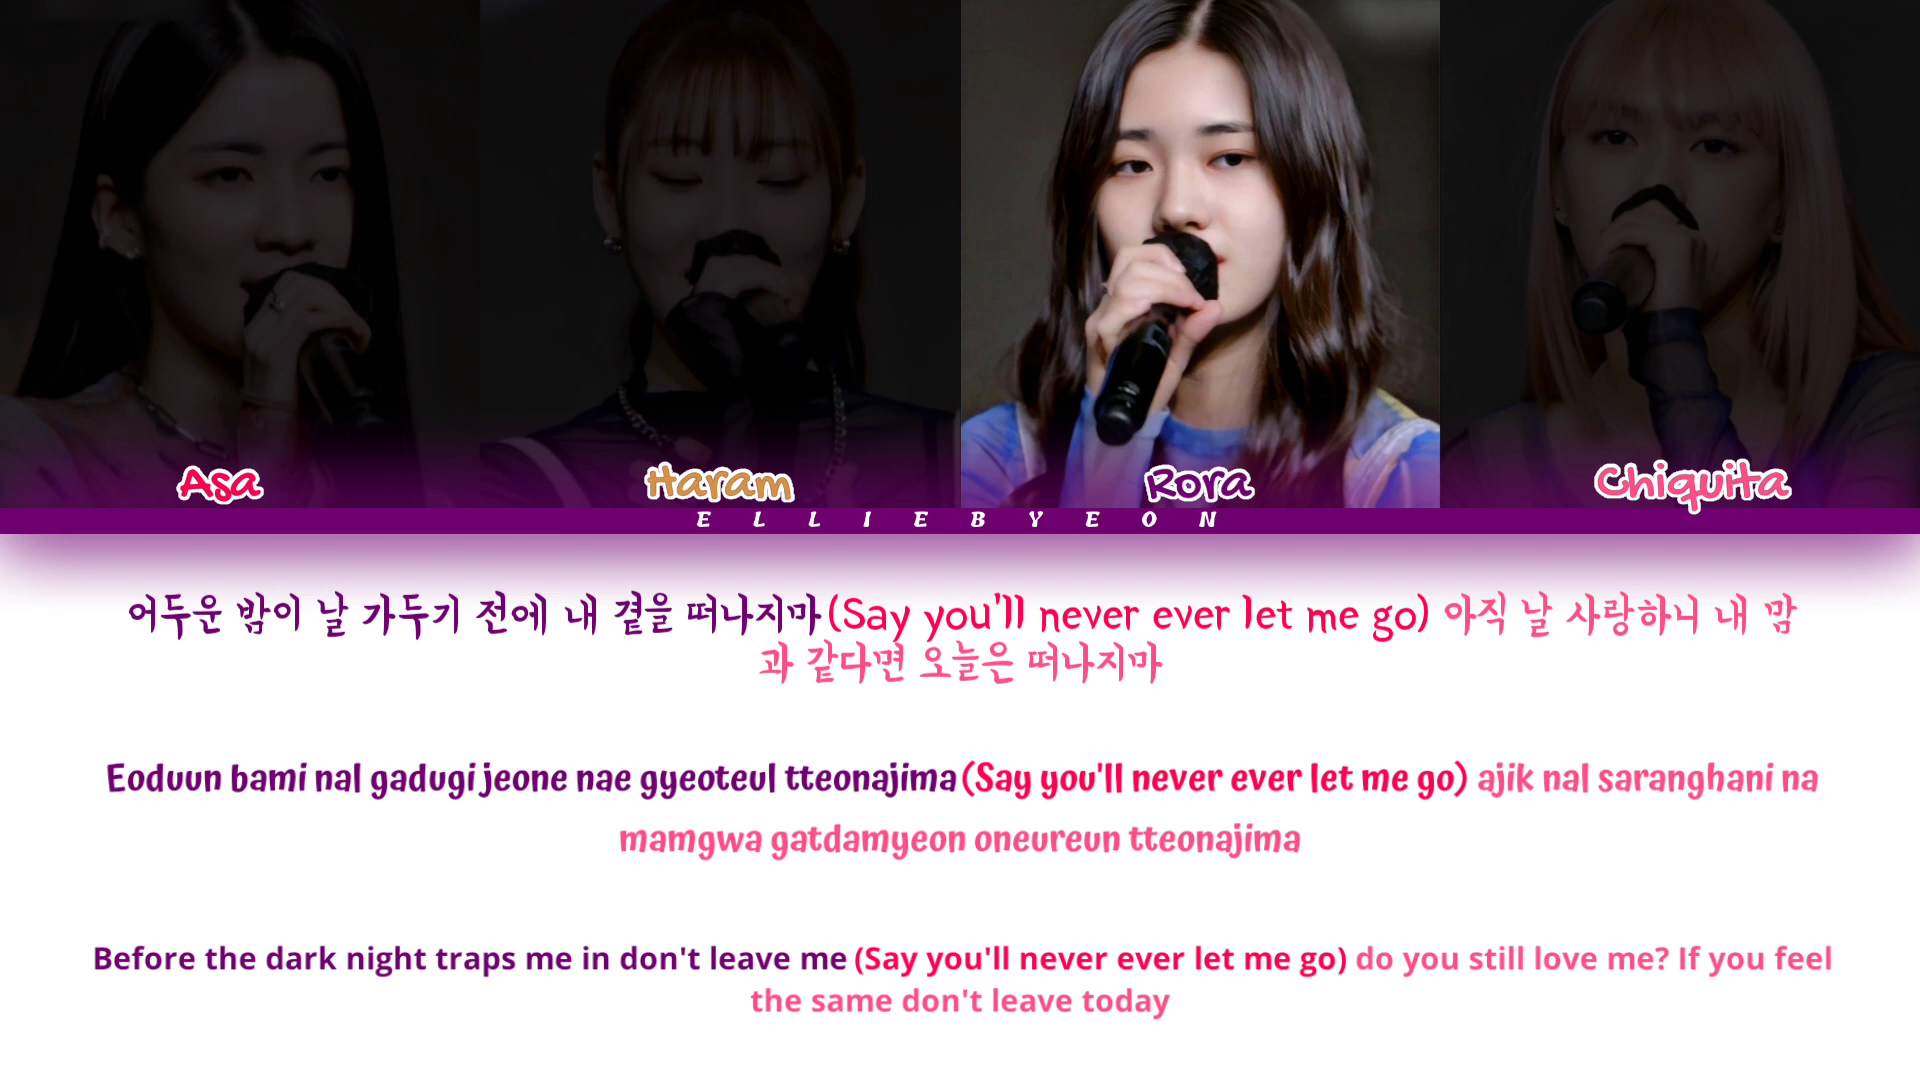 Asa
Haram
Rora
Chiquita
ELLIEBYEON
어두운 밤이 날 가두기 전에 내 곁을 떠나지마(Say you'll never ever let me go) 아직 날 사랑하니 내 맘
과 같다면 오늘은 떠나지마
Eoduun bami nal gadugi jeone nae gyeoteul tteonajima(Say you'll never ever let me go) ajik nal saranghani na
mamgwa gatdamyeon oneureun tteonajima
Before the dark night traps me in don't leave me (Say you'll never ever let me go) do you still love me? If you feel
the same don't leave today